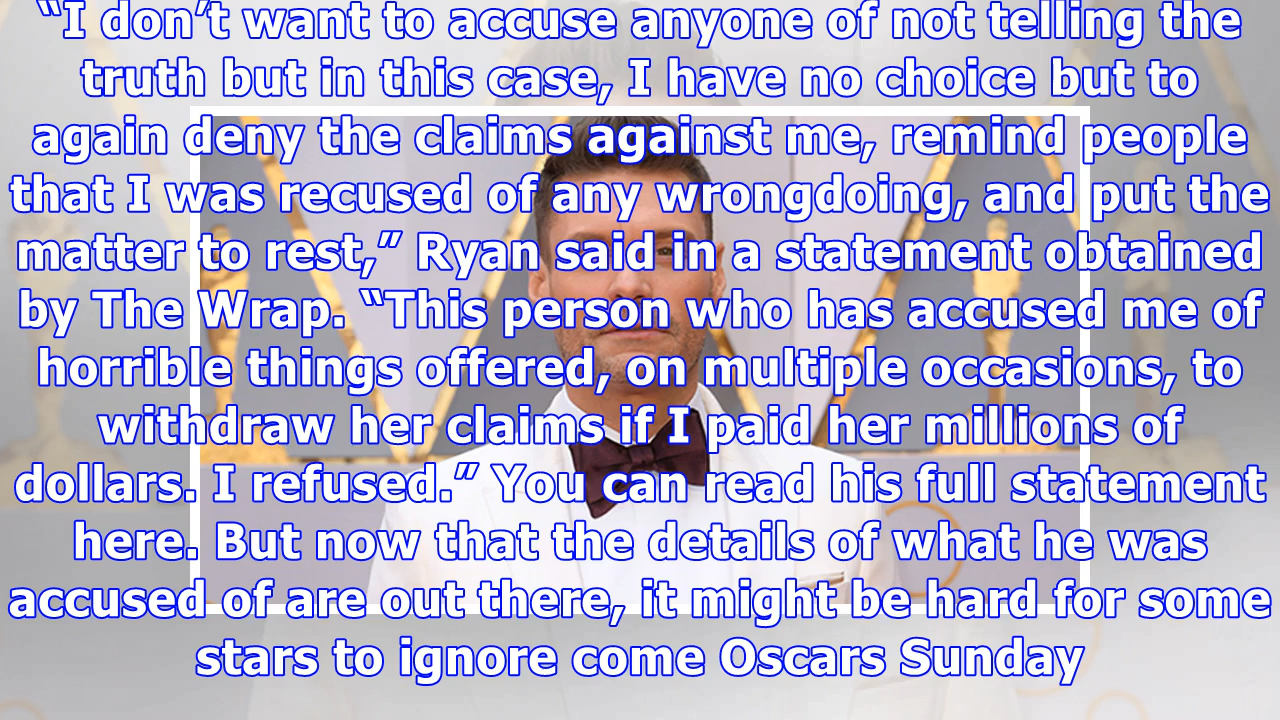 “I don’t want to accuse anyone of not telling the
truth but in this case, I have no choice but to
again deny the claims against me, remind people
that I was recused of any wrongdoing, and put the
matter to rest,” Ryan said in a statement obtained
by The Wrap. “This person who has accused me of
horrible things offered, on multiple occasions, to
withdraw her claims if I paid her millions of
dollars. I refused.” You can read his full statement
here. But now that the details of what he was
accused of are out there, it might be hard for some
stars to ignore come Oscars Sunday